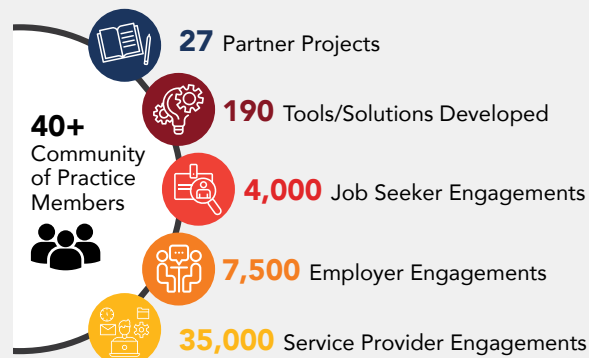 27 Partner Projects
190 Tools/Solutions Developed
40+
Community
of Practice
Members
4,000 Job Seeker Engagements
7,500 Employer Engagements
35,000 Service Provider Engagements